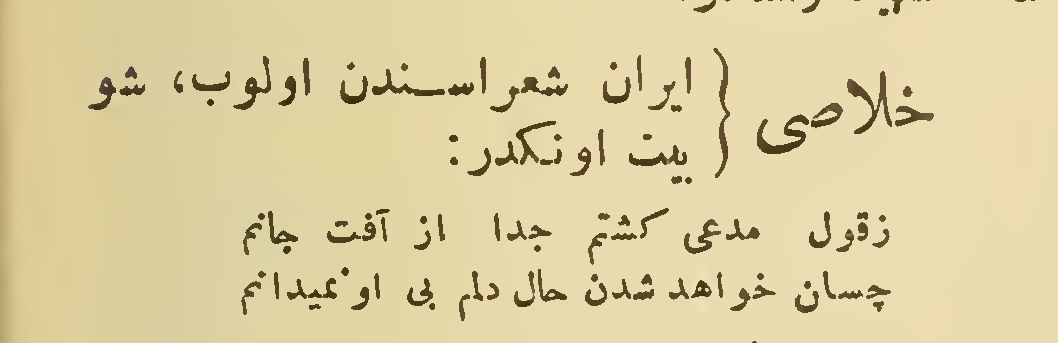 خلاصی { ایران شعراسندن اولوب، شو
بیت اونکدر:
زقول مدعی کشتم جدا از آفت جانم
چسان خواهد شدن حال دلم بی او نمیدانم